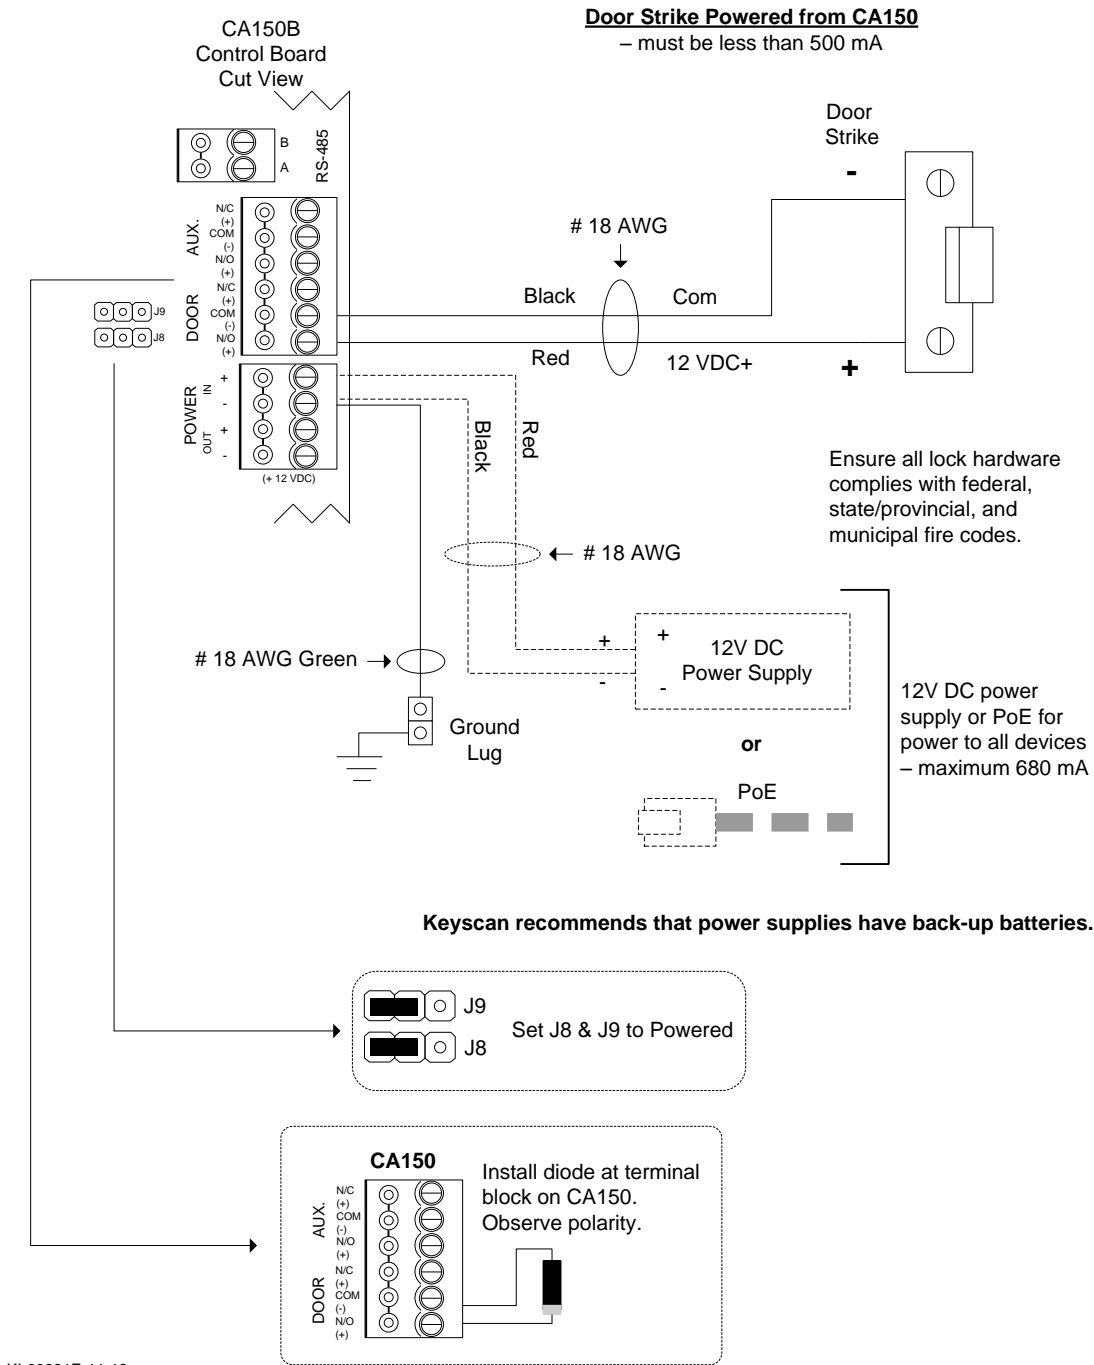 Door Strike Powered from CA150
– must be less than 500 mA
CA150B
Control Board
Cut View
B
A
RS-485
AUX.
N/C
(+)
COM
(-)
N/O
(+)
DOOR
N/C
(+)
COM
(-)
N/O
(+)
J9
J8
POWER
IN
+
-
OUT
+
-
(+ 12 VDC)
Door
Strike
-
# 18 AWG
Black
Com
Red
12 VDC+
+
Black
Red
Ensure all lock hardware
complies with federal,
state/provincial, and
municipal fire codes.
# 18 AWG
# 18 AWG Green
Ground
Lug
+
-
+
-
12V DC
Power Supply
or
PoE
12V DC power
supply or PoE for
power to all devices
– maximum 680 mA
Keyscan recommends that power supplies have back-up batteries.
J9
J8
Set J8 & J9 to Powered
CA150
AUX.
N/C
(+)
COM
(-)
N/O
(+)
DOOR
N/C
(+)
COM
(-)
N/O
(+)
Install diode at terminal
block on CA150.
Observe polarity.